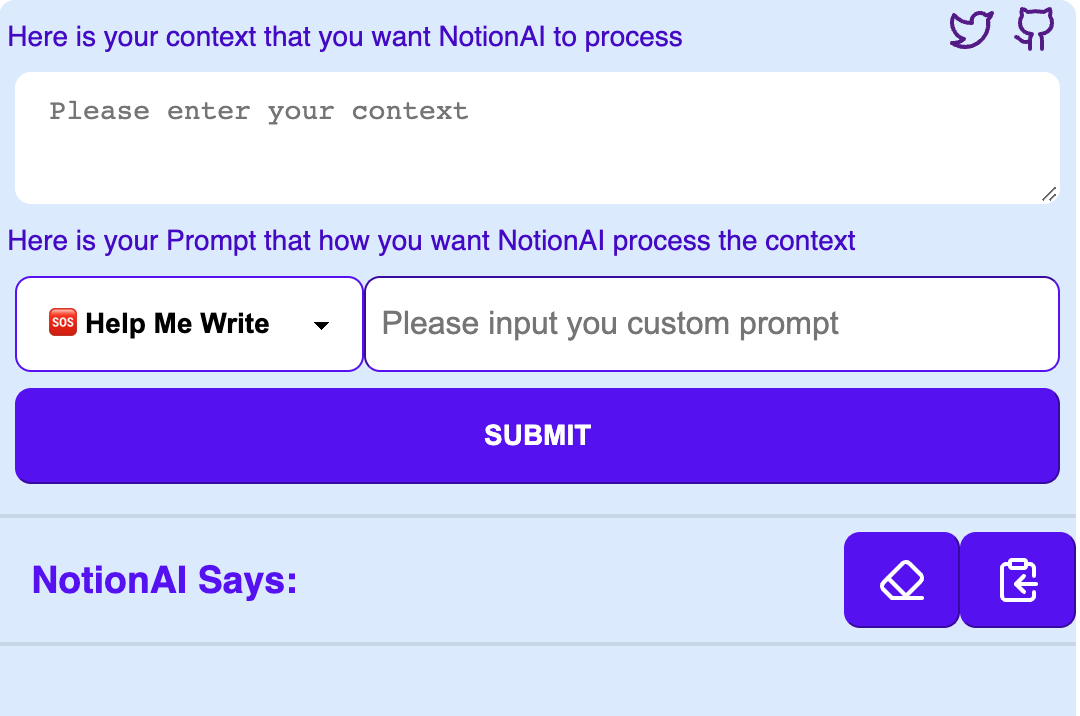 Here is your context that you want NotionAI to process
Please enter your context
Here is your Prompt that how you want NotionAI process the context
SOS Help Me Write
Please input you custom prompt
SUBMIT
NotionAI Says: